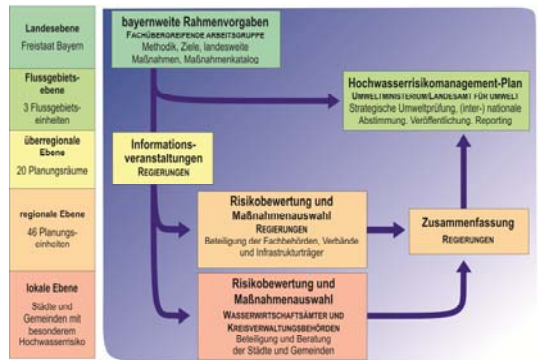 Landesebene
Freistaat Bayern
Flussgebiets-
ebene
3 Flussgebiets-
einheiten
überregionale
Ebene
20 Planungsräume
regionale Ebene
46 Planungs-
einheiten
lokale Ebene
Städte und
Gemeinden mit
besonderem
Hochwasserrisiko
bayernweite Rahmenvorgaben
FACHÜBERGREIFENDE ARBEITSGRUPPE
Methodik, Ziele, landesweite
Maßnahmen, Maßnahmenkatalog
Hochwasserrisikomanagement-Plan
UMWELTMINISTERIUM/LANDESAMT FÜR UMWELT
Strategische Umweltprüfung, (inter-) nationale
Abstimmung, Veröffentlichung, Reporting
Informations-
veranstaltungen
REGIERUNGEN
Risikobewertung und
Maßnahmenauswahl
REGIERUNGEN
Beteiligung der Fachbehörden, Verbände
und Infrastrukturträger
Zusammenfassung
REGIERUNGEN
Risikobewertung und
Maßnahmenauswahl
WASSERWIRTSCHAFTSÄMTER UND
KREISVERWALTUNGSBEHÖRDEN
Beteiligung und Beratung
der Städte und Gemeinden